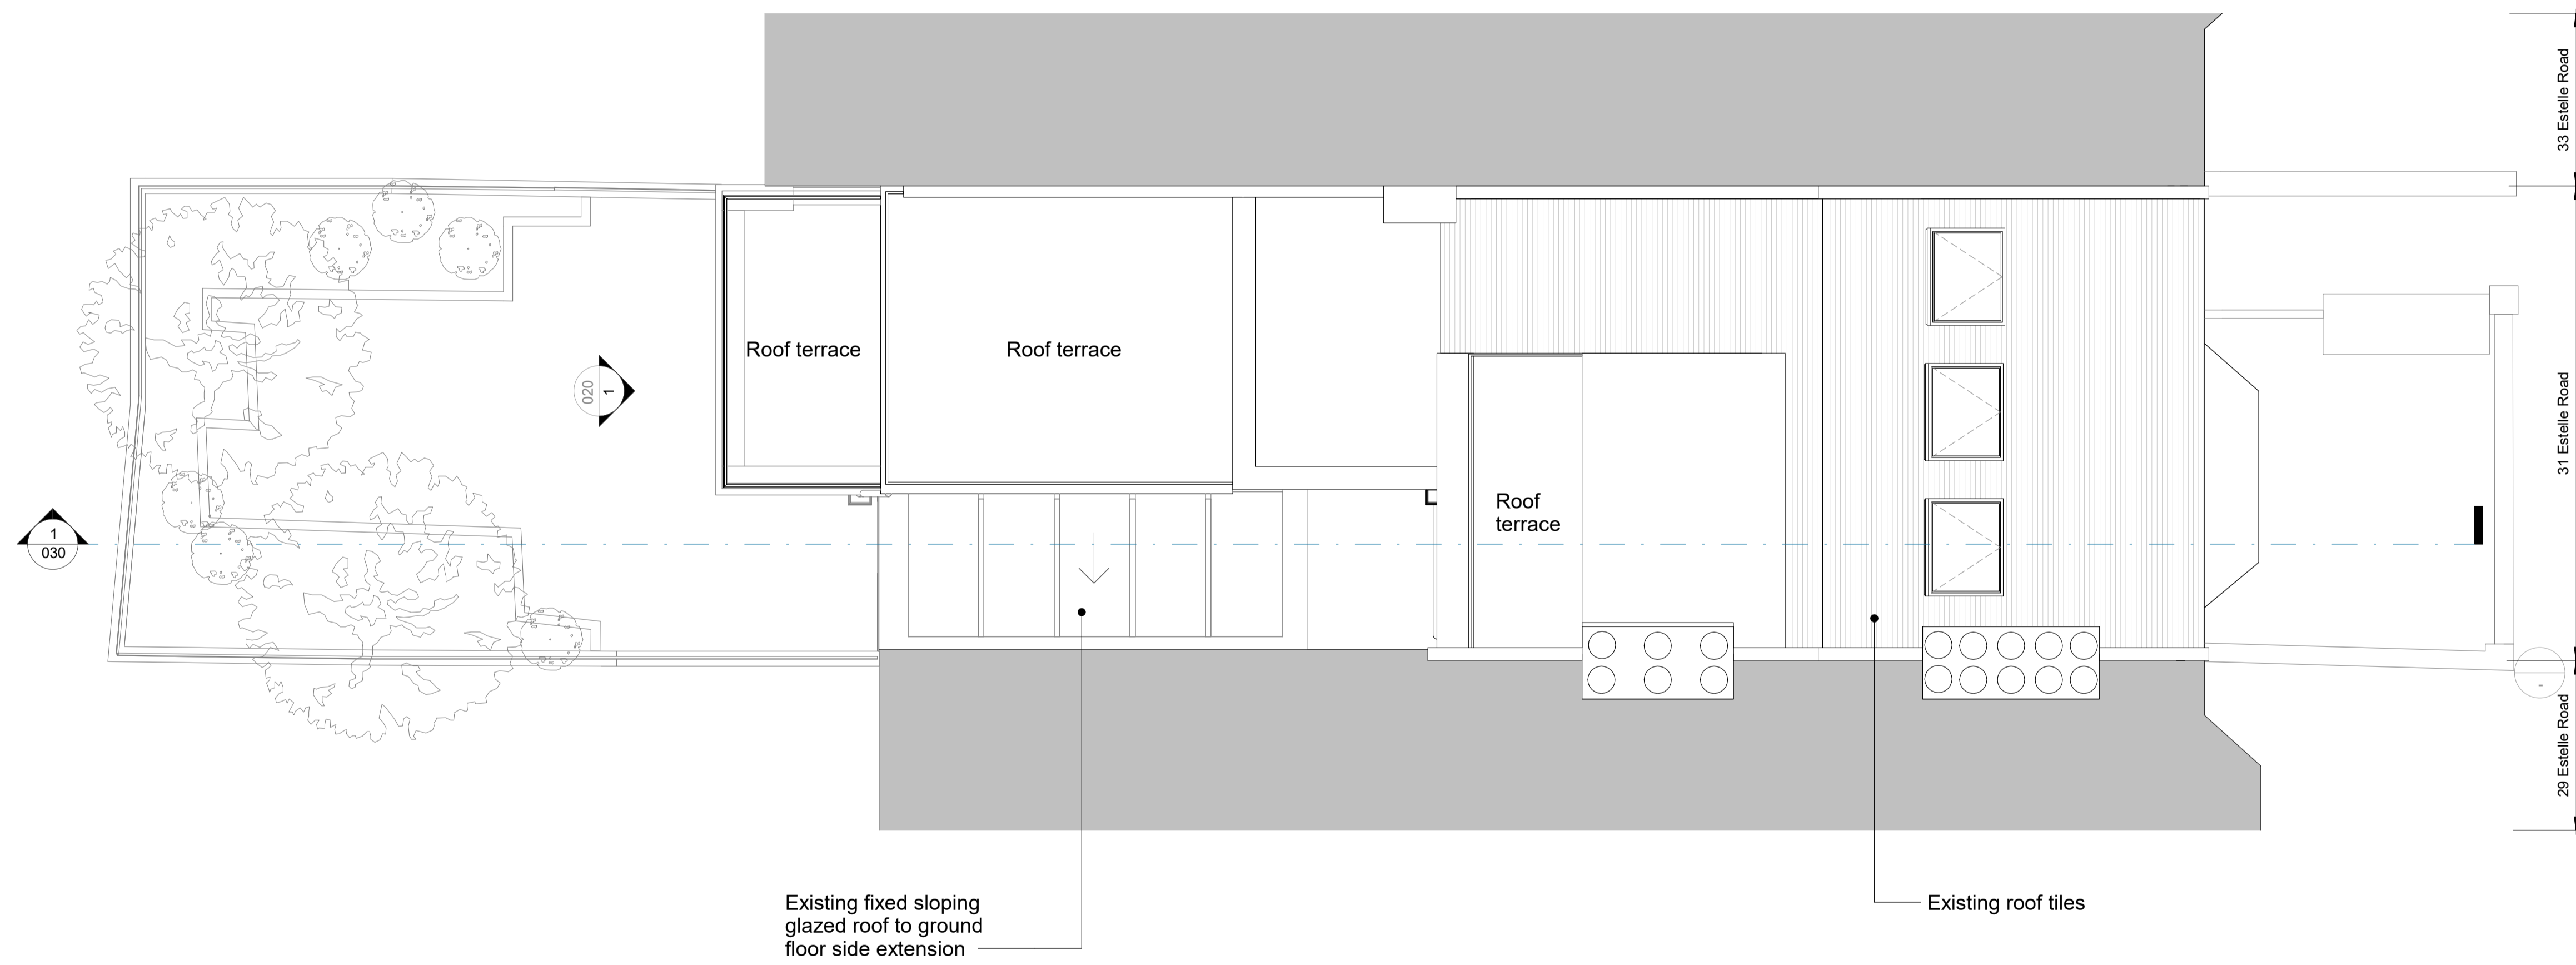 33 Estelle Road
Roof terrace
Roof terrace
020
1
31 Estelle Road
Roof
terrace
1
030
-
29 Estelle Road
Existing fixed sloping
glazed roof to ground
floor side extension
Existing roof tiles